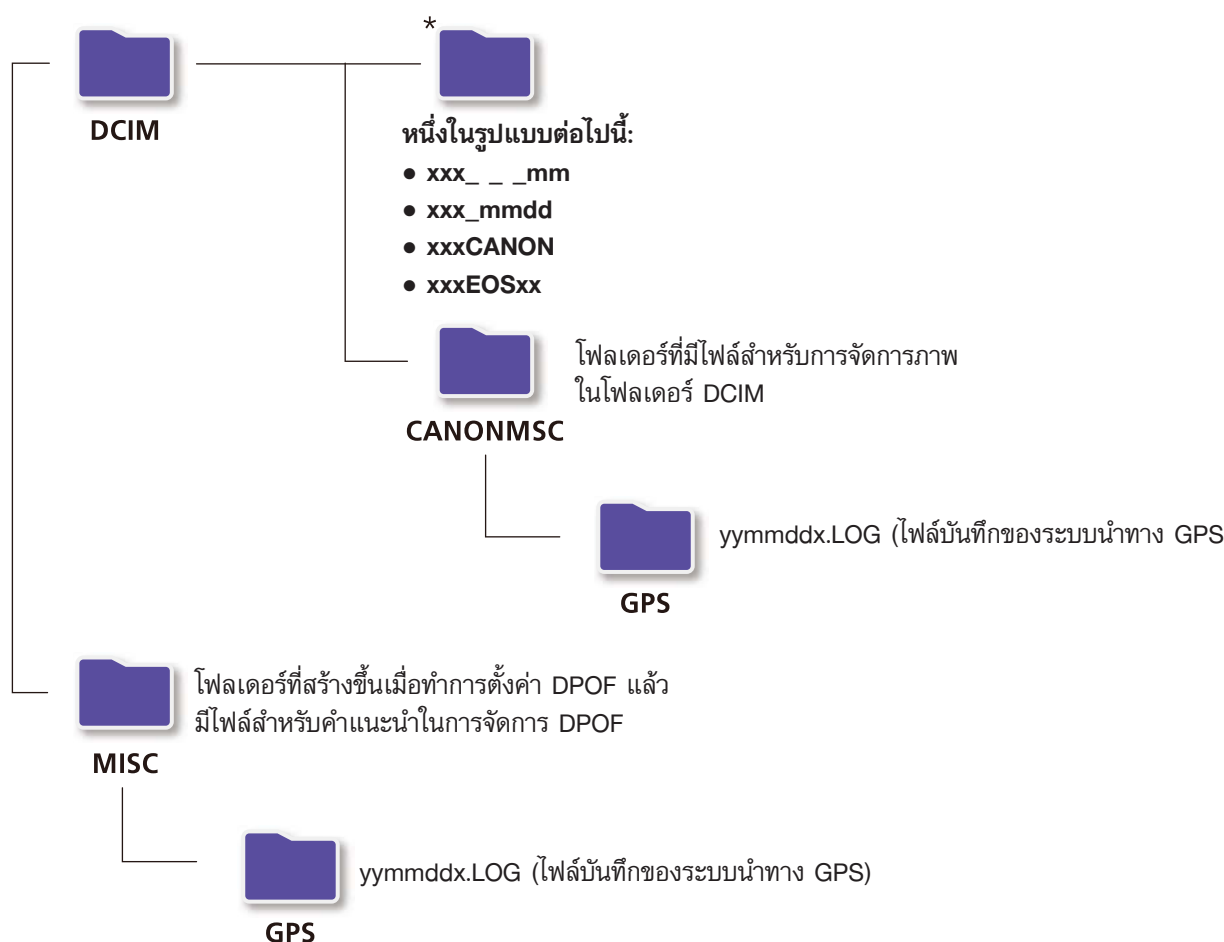 *
DCIM
หนึ่งในรูปแบบต่อไปนี้:
● xxx_ _ _mm
● xxx_mmdd
● xxxCANON
● xxxEOSxx
โฟลเดอร์ที่มีไฟล์สำหรับการจัดการภาพ
ในโฟลเดอร์ DCIM
CANONMSC
yymmddx.LOG (ไฟล์บันทึกของระบบนำทาง GPS
GPS
โฟลเดอร์ที่สร้างขึ้นเมื่อทำการตั้งค่า DPOF แล้ว
มีไฟล์สำหรับคำแนะนำในการจัดการ DPOF
MISC
yymmddx.LOG (ไฟล์บันทึกของระบบนำทาง GPS)
GPS